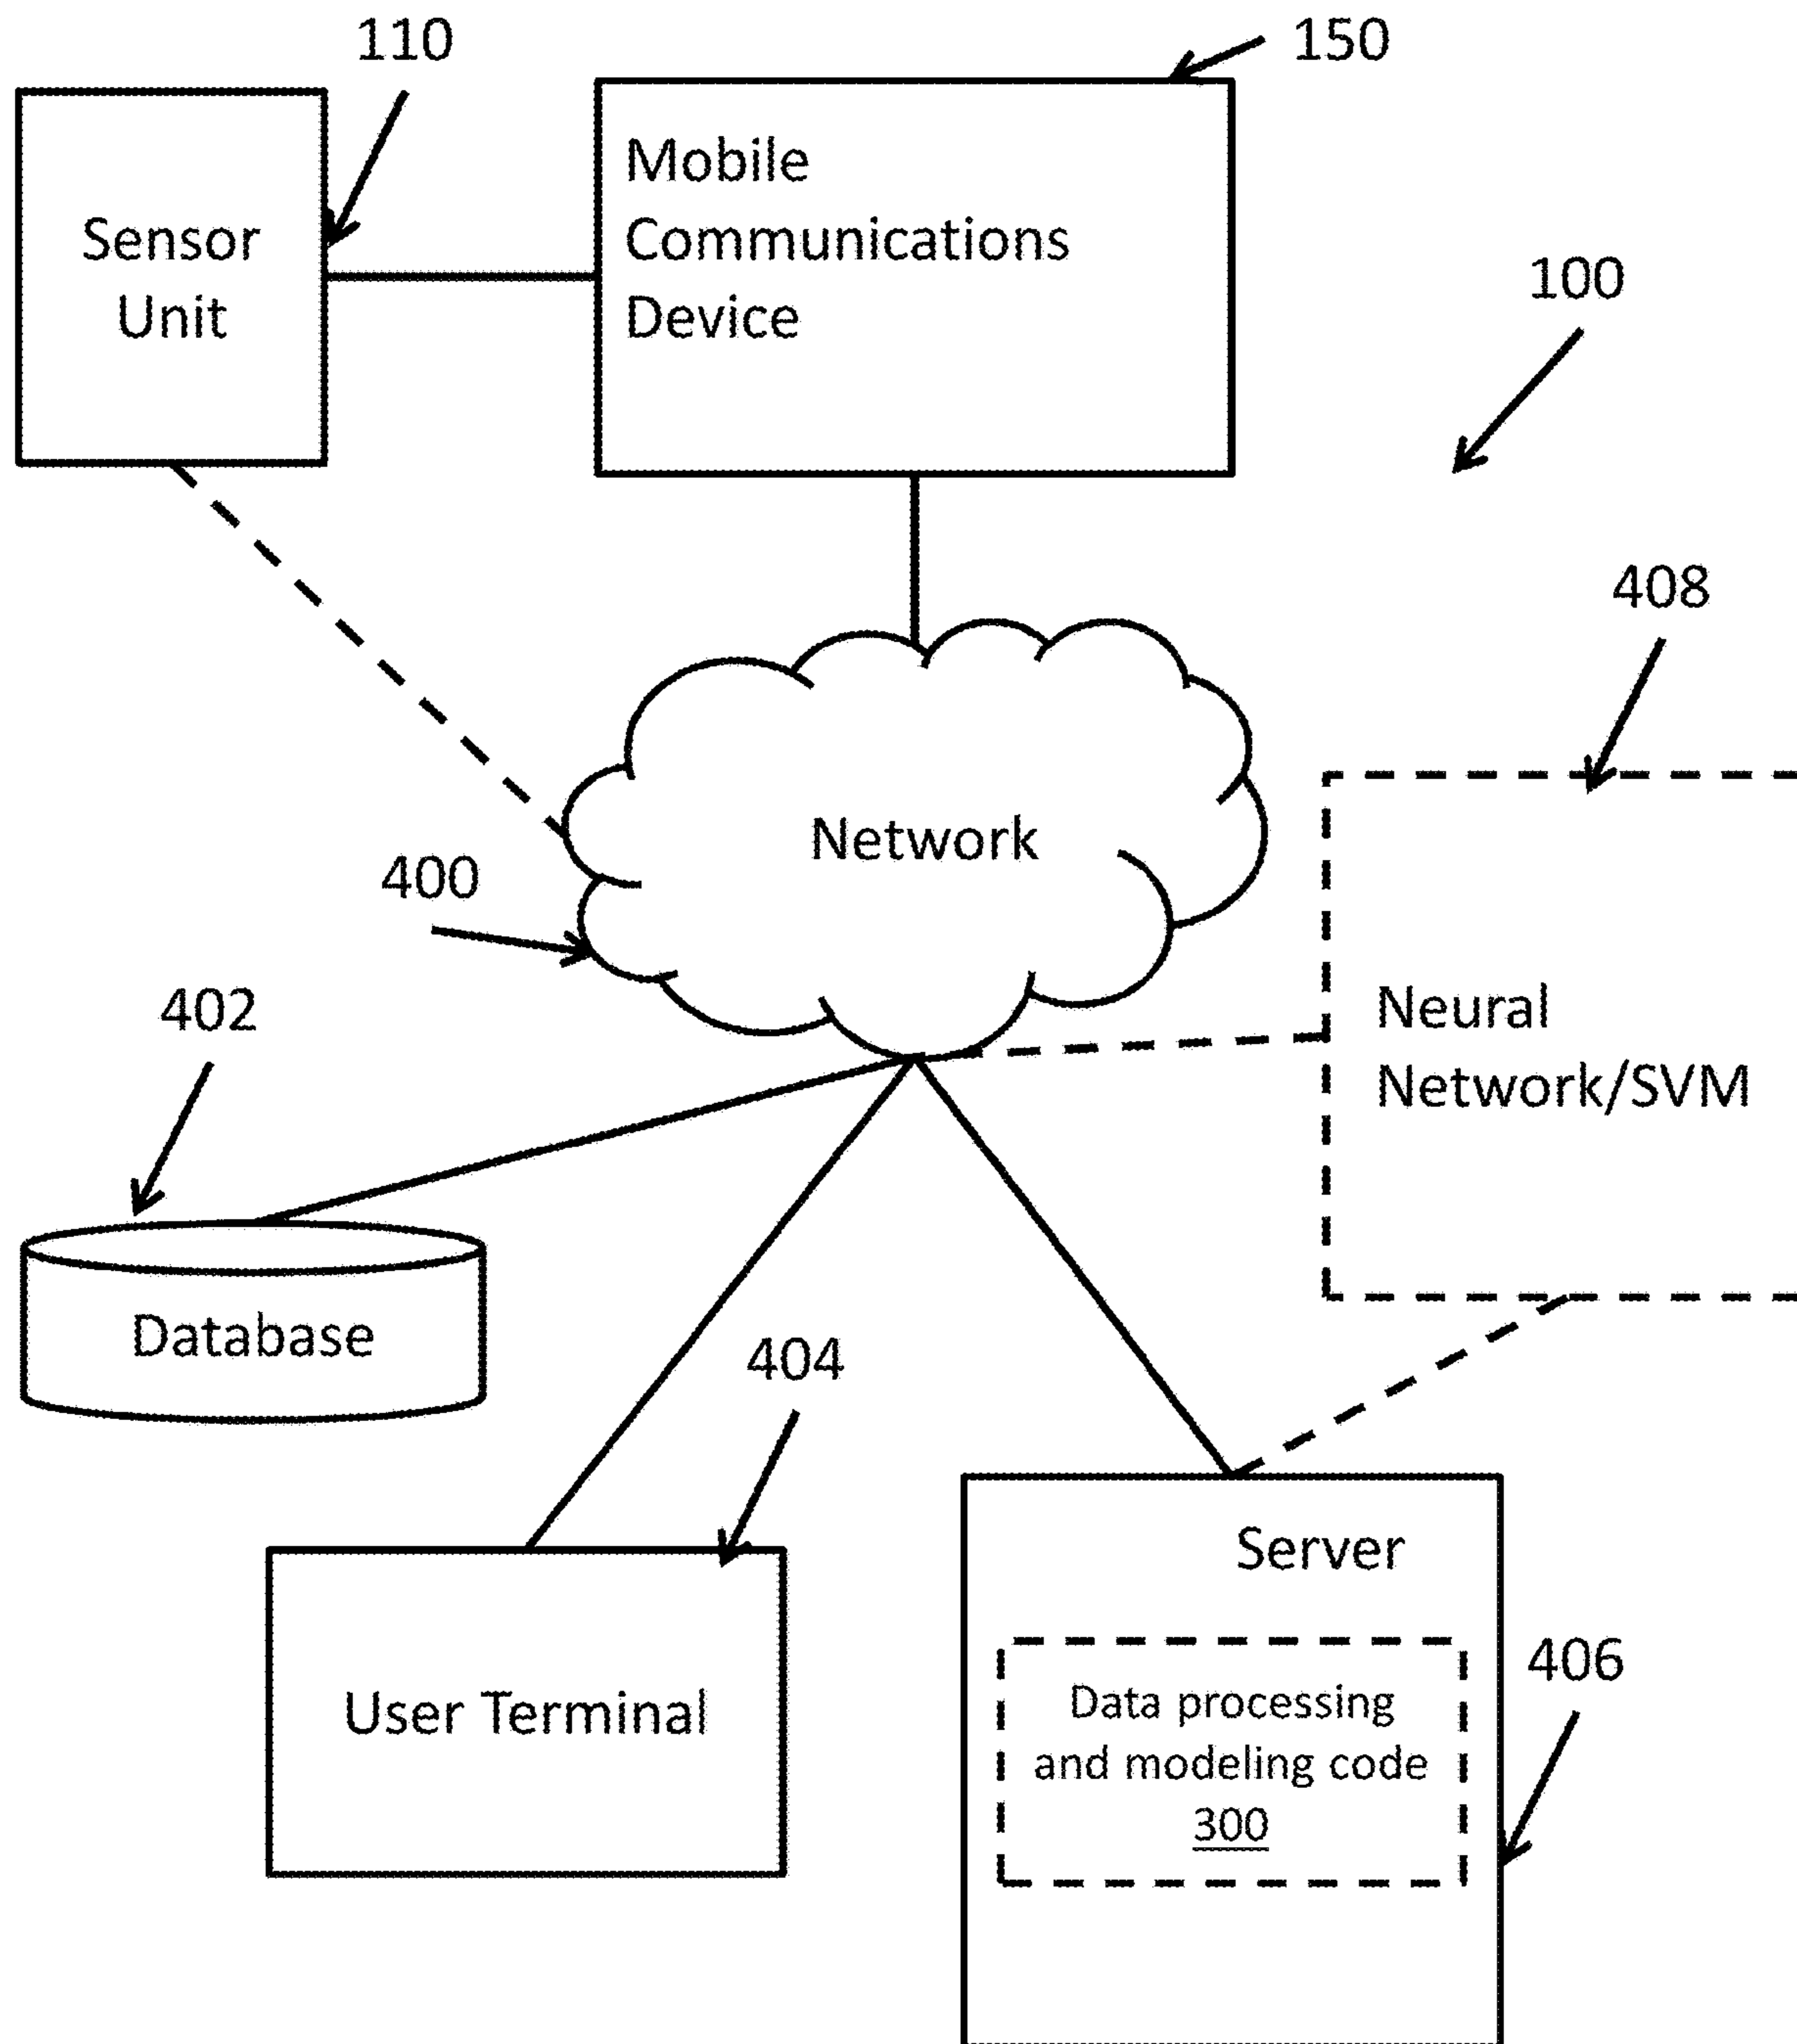 110
150
Sensor
Unit
Mobile
Communications
Device
100
408
Network
400
402
Neural
Network/SVM
Database
404
Server
406
User Terminal
Data processing
and modeling code
300